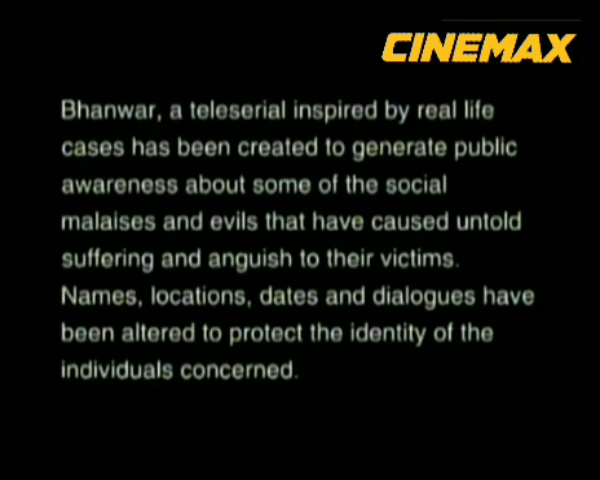 CINEMAX
Bhanwar, a teleserial inspired by real life
cases has been created to generate public
awareness about some of the social
malaises and evils that have caused untold
suffering and anguish to their victims.
Names, locations, dates and dialogues have
been altered to protect the identity of the
individuals concerned.